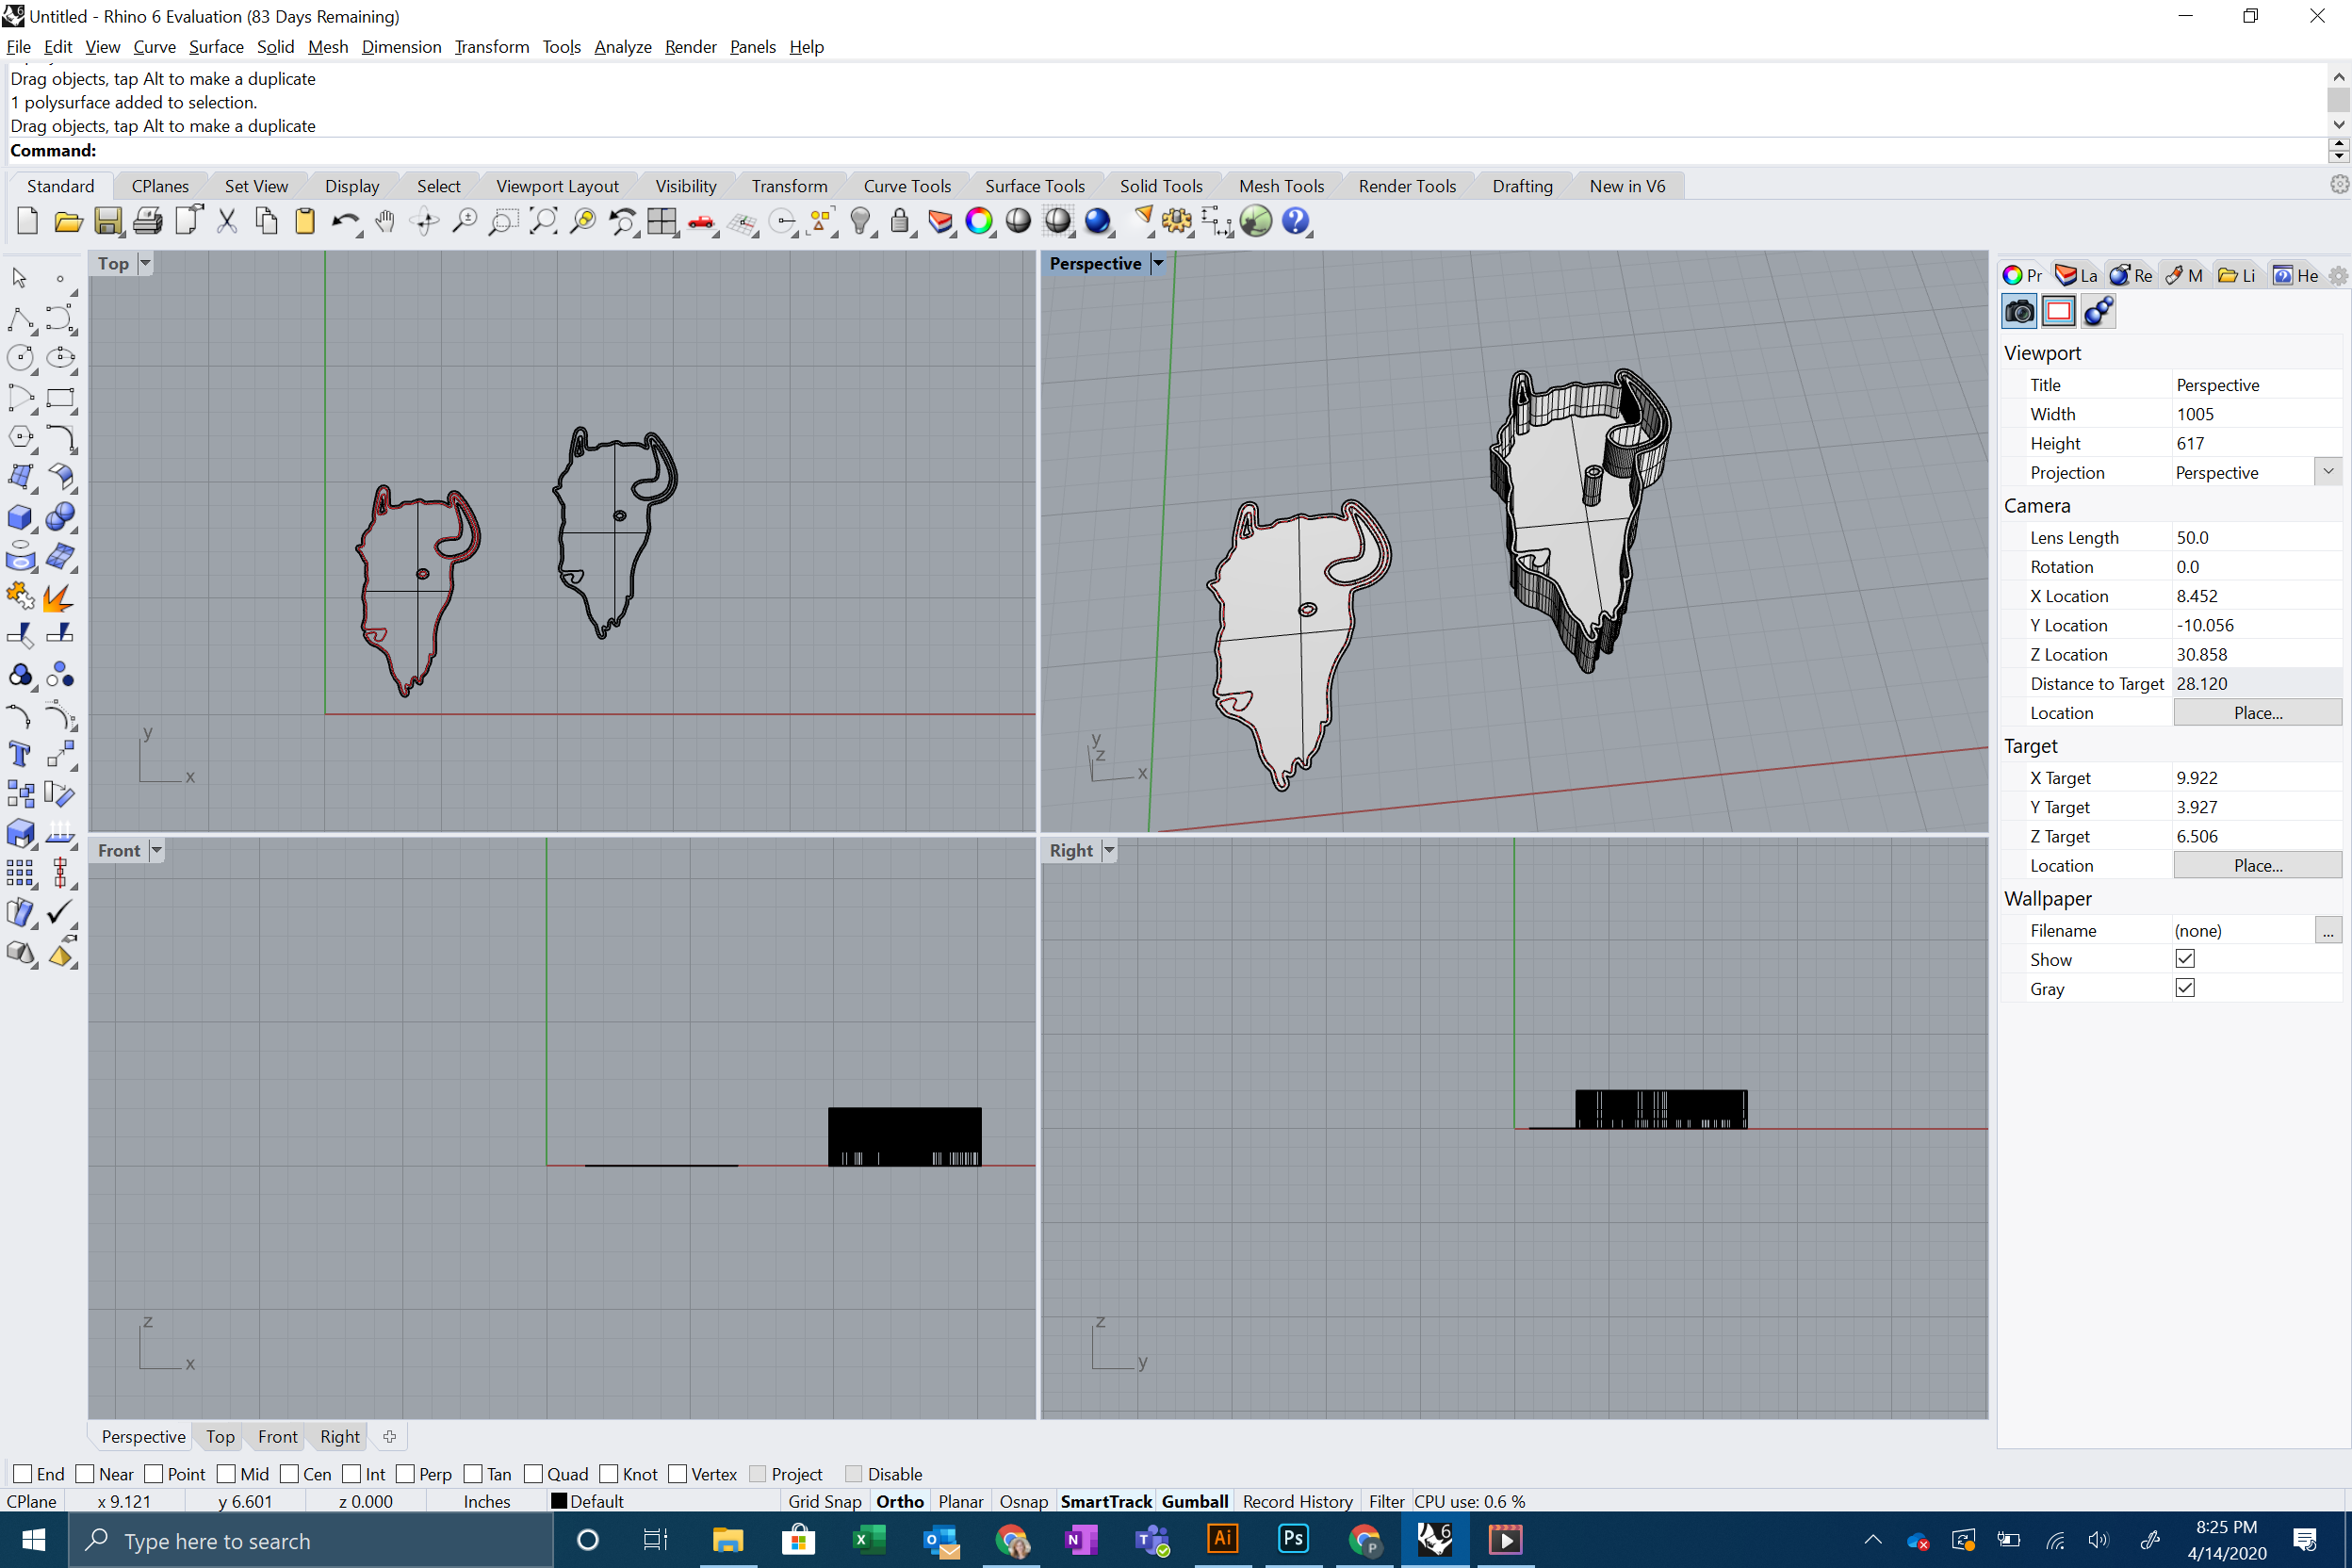 Untitled - Rhino 6 Evaluation (83 Days Remaining)
File Edit View Curve Surface Solid Mesh Dimension Transform Tools Analyze Render Panels Help
Drag objects, tap Alt to make a duplicate
1 polysurface added to selection.
Drag objects, tap Alt to make a duplicate
Command:
Standard CPlanes Set View Display Select Viewport Layout Visibility Transform Curve Tools Surface Tools Solid Tools Mesh Tools Render Tools Drafting New in V6
Top
y
x
Perspective
y
z
x
Front
z
x
Right
z
y
Pr La Re M Li He
Viewport
Title Perspective
Width 1005
Height 617
Projection Perspective
Camera
Lens Length 50.0
Rotation 0.0
X Location 8.452
Y Location -10.056
Z Location 30.858
Distance to Target 28.120
Location Place...
Target
X Target 9.922
Y Target 3.927
Z Target 6.506
Location Place...
Wallpaper
Filename (none) ...
Show
Gray
Perspective Top Front Right
End Near Point Mid Cen Int Perp Tan Quad Knot Vertex Project Disable
CPlane x 9.121 y 6.601 z 0.000 Inches Default Grid Snap Ortho Planar Osnap SmartTrack Gumball Record History Filter CPU use: 0.6 %
Type here to search
Ai
Ps
P
6
8:25 PM
4/14/2020